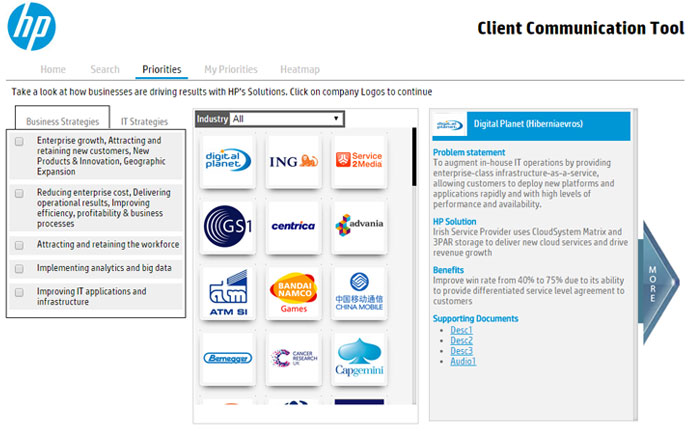 hp
Client Communication Tool
Home Search Priorities My Priorities Heatmap
Take a look at how businesses are driving results with HP's Solutions. Click on company Logos to continue
Business Strategies IT Strategies
Enterprise growth, Attracting and
retaining new customers, New
Products & Innovation, Geographic
Expansion
Reducing enterprise cost, Delivering
operational results, Improving
efficiency, profitability & business
processes
Attracting and retaining the workforce
Implementing analytics and big data
Improving IT applications and
infrastructure
Industry All
digital
planet
ING
Service
2Media
GS1
centrica
advania
ATM SI
BANDAI
NAMCO
Games
中国移动通信
CHINA MOBILE
Bernegger
CANCER
RESEARCH
UK
Capgemini
digital
planet
Digital Planet (Hiberniaevros)
Problem statement
To augment in-house IT operations by providing
enterprise-class infrastructure-as-a-service,
allowing customers to deploy new platforms and
applications rapidly and with high levels of
performance and availability.
HP Solution
Irish Service Provider uses CloudSystem Matrix and
3PAR storage to deliver new cloud services and drive
revenue growth
Benefits
Improve win rate from 40% to 75% due to its ability
to provide differentiated service level agreement to
customers
Supporting Documents
Desc1
Desc2
Desc3
Audio1
MORE